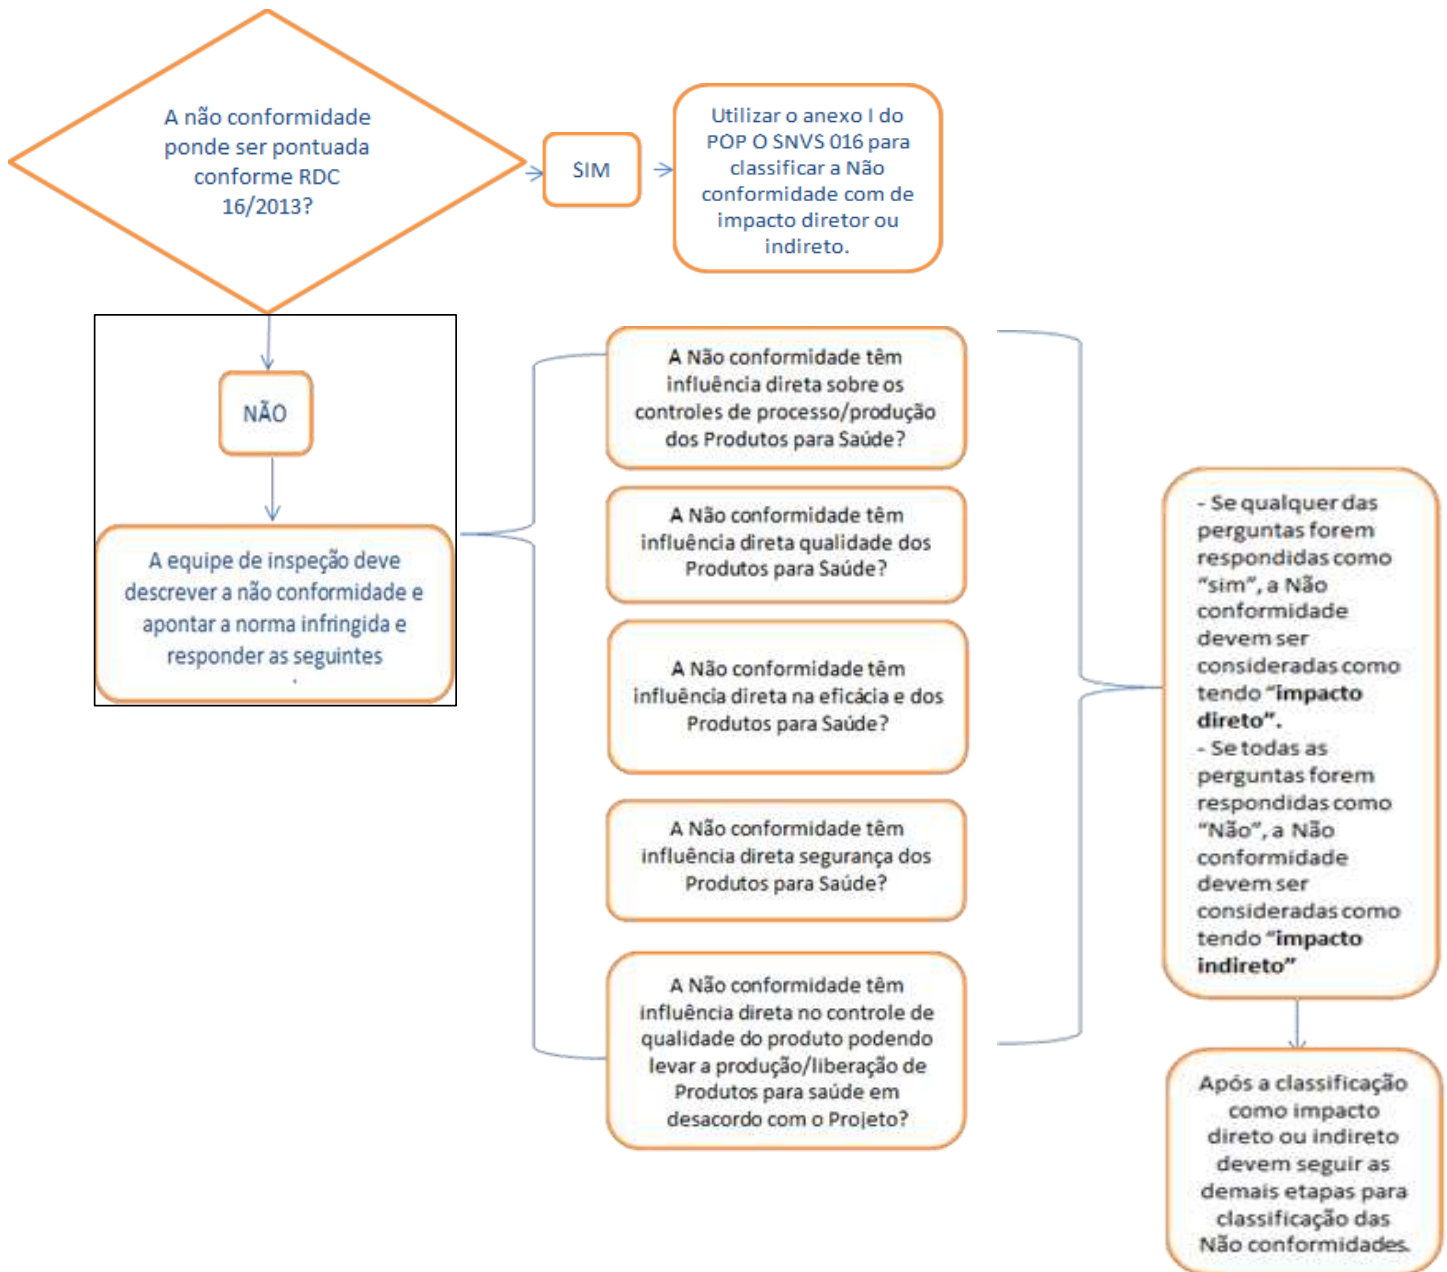 A não conformidade
ponde ser pontuada
conforme RDC
16/2013?
SIM
Utilizar o anexo I do
POP O SNVS 016 para
classificar a Não
conformidade com de
impacto diretor ou
indireto.
NÃO
A equipe de inspeção deve
descrever a não conformidade e
apontar a norma infringida e
responder as seguintes
A Não conformidade têm
influência direta sobre os
controles de processo/produção
dos Produtos para Saúde?
A Não conformidade têm
influência direta qualidade dos
Produtos para Saúde?
A Não conformidade têm
influência direta na eficácia e dos
Produtos para Saúde?
A Não conformidade têm
influência direta segurança dos
Produtos para Saúde?
A Não conformidade têm
influência direta no controle de
qualidade do produto podendo
levar a produção/liberação de
Produtos para saúde em
desacordo com o Projeto?
- Se qualquer das
perguntas forem
respondidas como
“sim”, a Não
conformidade
devem ser
consideradas como
tendo “impacto
direto”.
- Se todas as
perguntas forem
respondidas como
“Não”, a Não
conformidade
devem ser
consideradas como
tendo “impacto
indireto”
Após a classificação
como impacto
direto ou indireto
devem seguir as
demais etapas para
classificação das
Não conformidades.